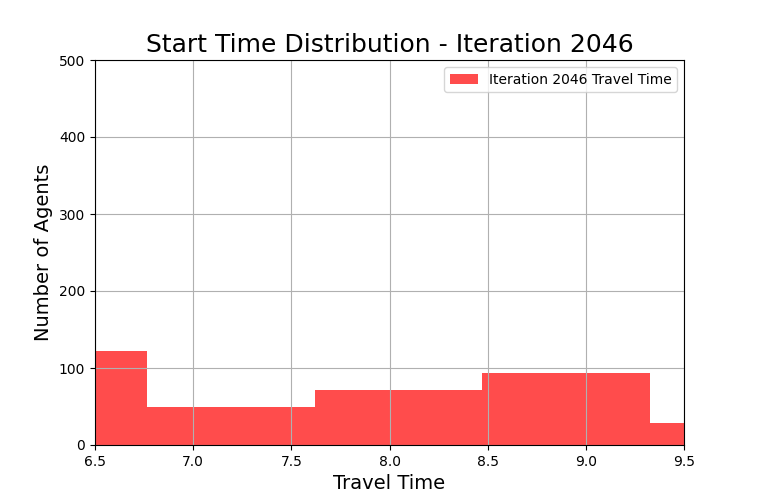 Start Time Distribution - Iteration 2046
500
400
300
200
100
0
Number of Agents
Iteration 2046 Travel Time
6.5 7.0 7.5 8.0 8.5 9.0 9.5
Travel Time